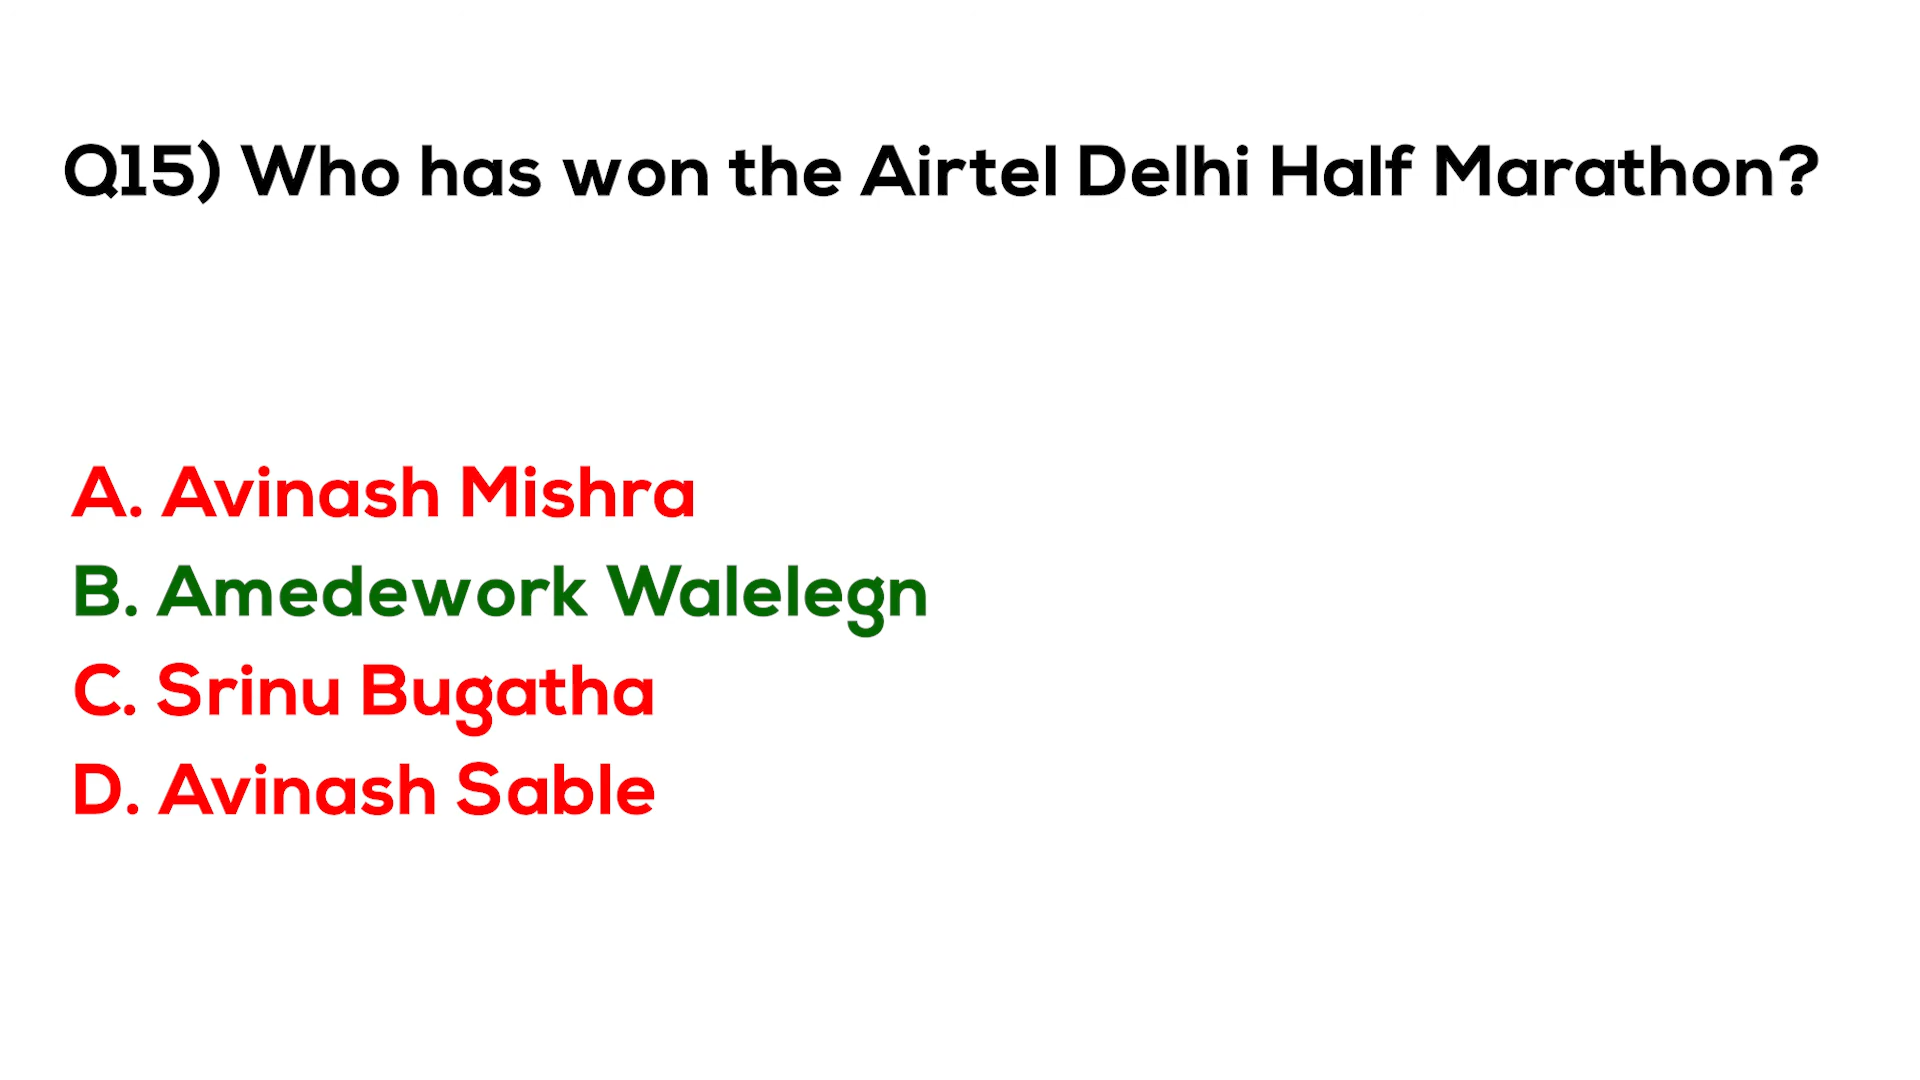 Q15) Who has won the Airtel Delhi Half Marathon?
A. Avinash Mishra
B. Amedework Walelegn
C. Srinu Bugatha
D. Avinash Sable